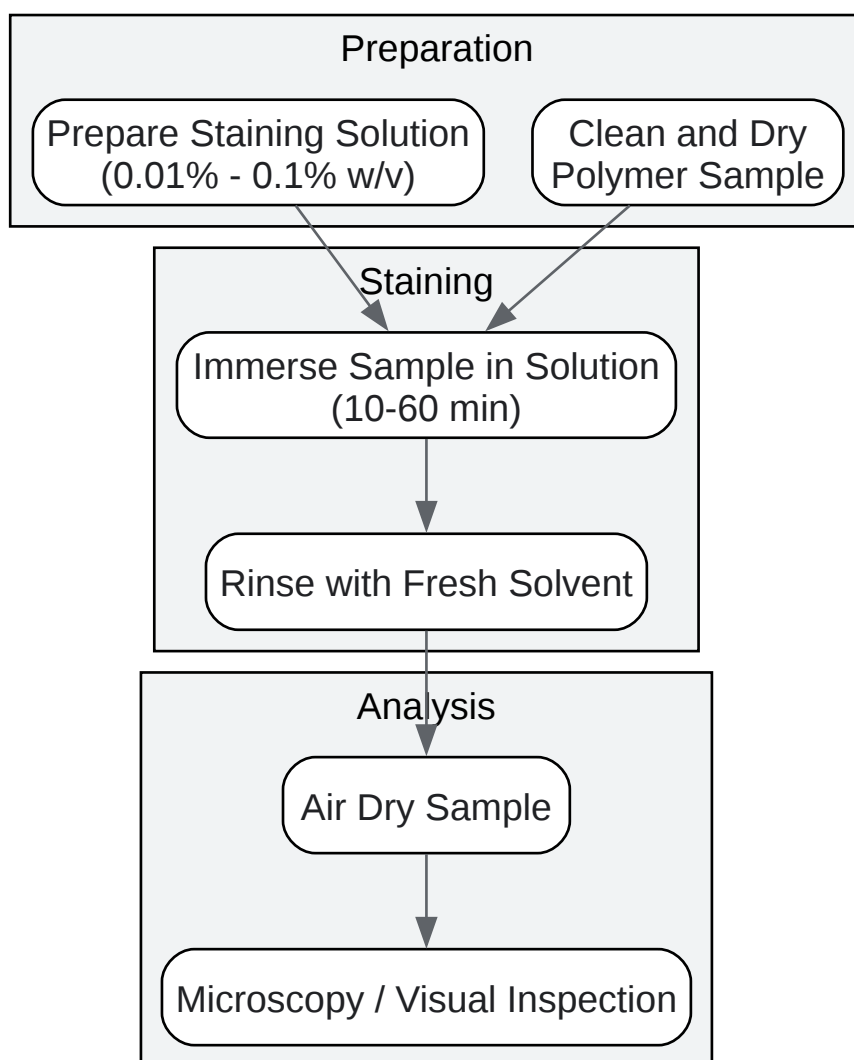 Preparation
Prepare Staining Solution
(0.01% - 0.1% w/v)
Clean and Dry
Polymer Sample
Staining
Immerse Sample in Solution
(10-60 min)
Rinse with Fresh Solvent
Analysis
Air Dry Sample
Microscopy / Visual Inspection